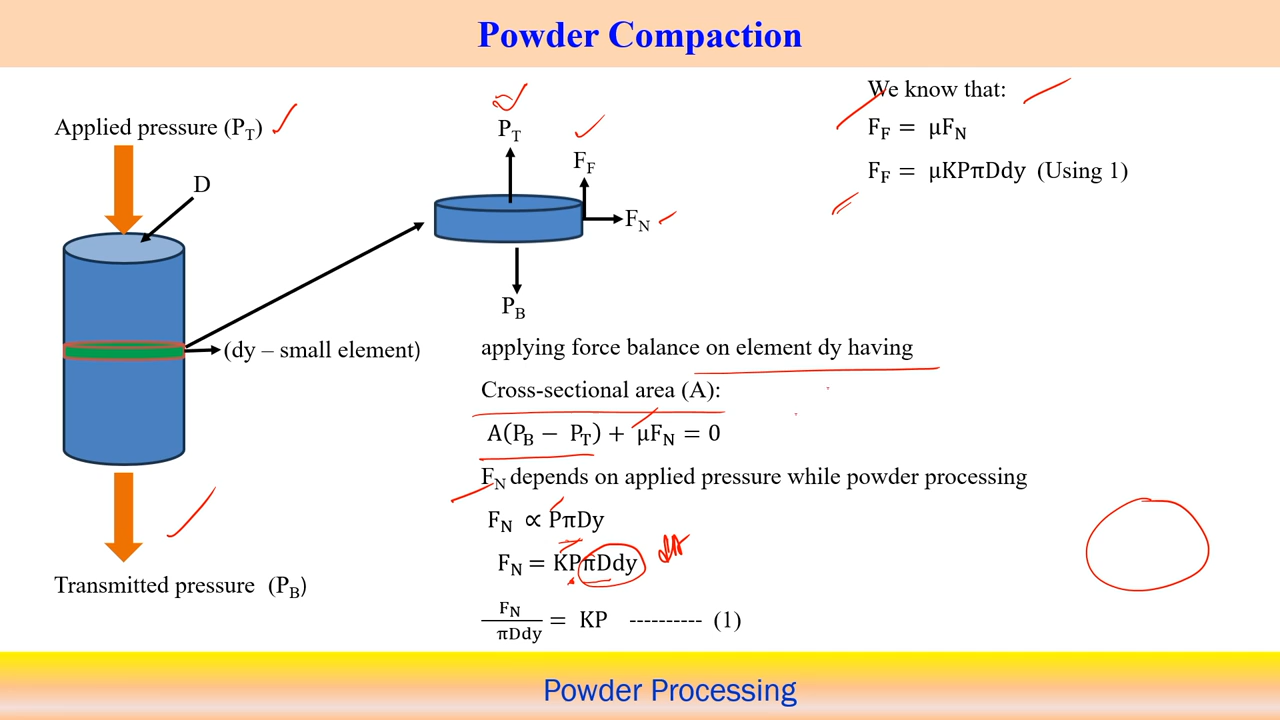 Powder Compaction
Applied pressure (P_T)
D
(dy – small element)
Transmitted pressure (P_B)
P_T
F_F
F_N
P_B
applying force balance on element dy having
Cross-sectional area (A):
A(P_B − P_T) + μF_N = 0
F_N depends on applied pressure while powder processing
F_N ∝ PπDy
F_N = KPπDdy
F_N / πDdy = KP ---------- (1)
We know that:
F_F = μF_N
F_F = μKPπDdy (Using 1)
Powder Processing